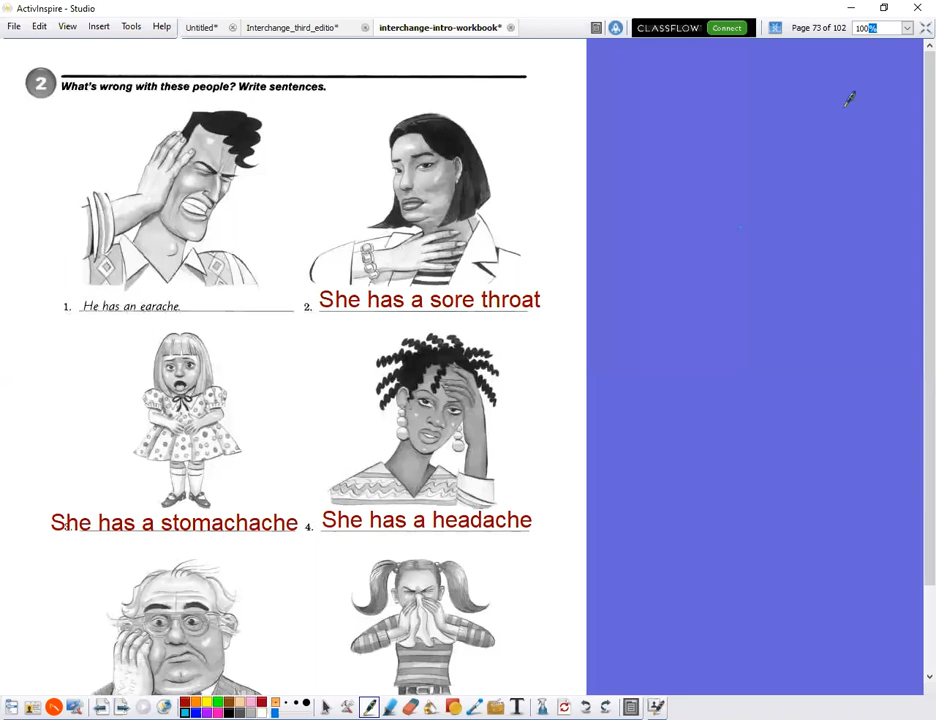 ActivInspire - Studio
File Edit View Insert Tools Help Untitled* Interchange_third_editio* interchange-intro-workbook* CLASSFLOW Connect Page 73 of 102 100%
2
What's wrong with these people? Write sentences.
1. He has an earache. 2. She has a sore throat
She has a stomachache 4. She has a headache